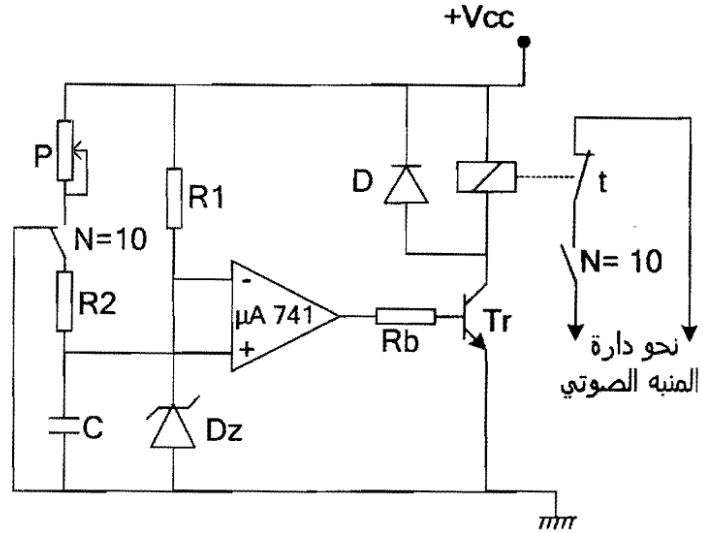 +Vcc
P
R1
D
t
N=10
N= 10
R2
-
µA 741
+
Rb
Tr
C
Dz
نحو دارة
المنبه الصوتي